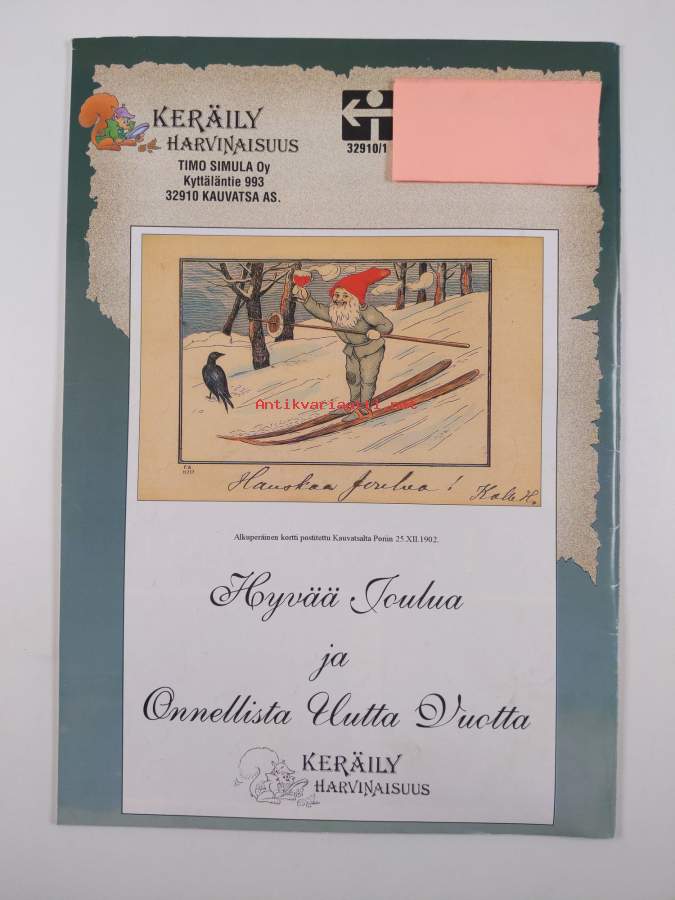 KERÄILY
HARVINAISUUS
TIMO SIMULA Oy
Kyttäläntie 993
32910 KAUVATSA AS.
32910/1
Antikvariaatti.net
Hauskaa Joulua! Kalle H.
Alkuperäinen kortti postitettu Kauvatsalta Poriin 25.XII.1902.
Hyvää Joulua
ja
Onnellista Uutta Vuotta
KERÄILY
HARVINAISUUS